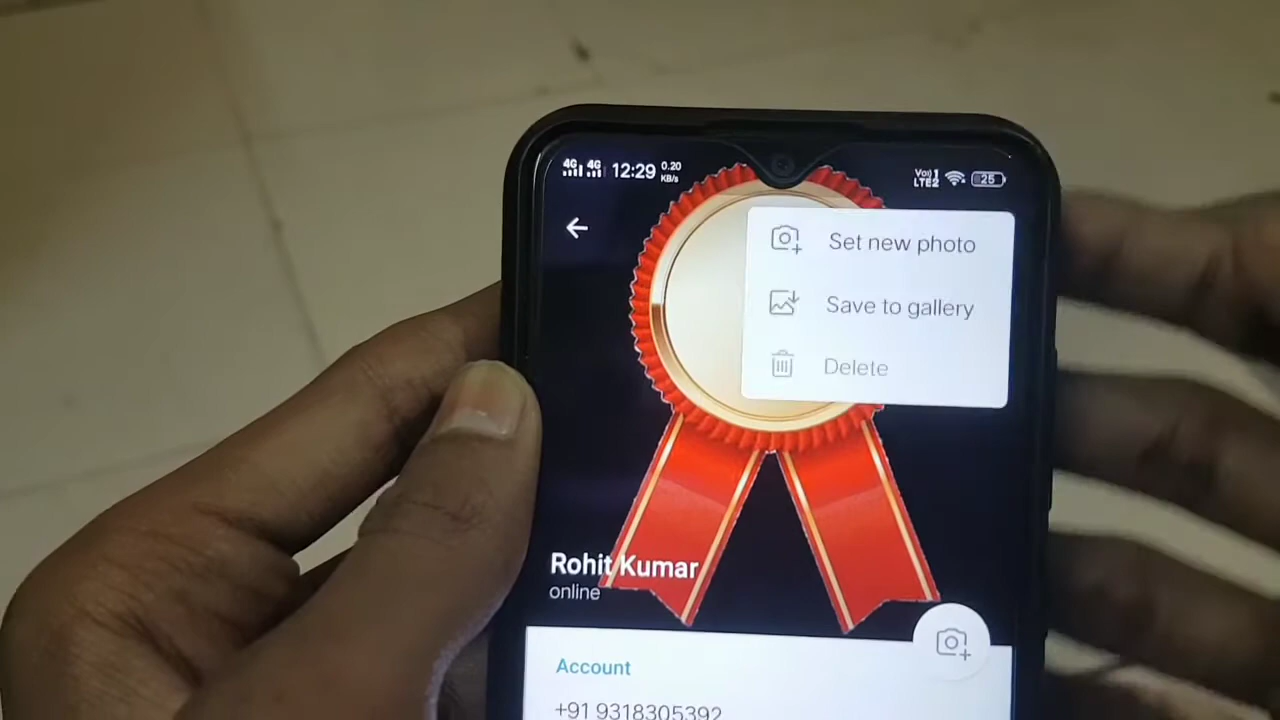 4G 4G 12:29 0.20 KB/s Vo) 1 LTE2 25
Set new photo
Save to gallery
Delete
Rohit Kumar
online
Account
+91 9318305392